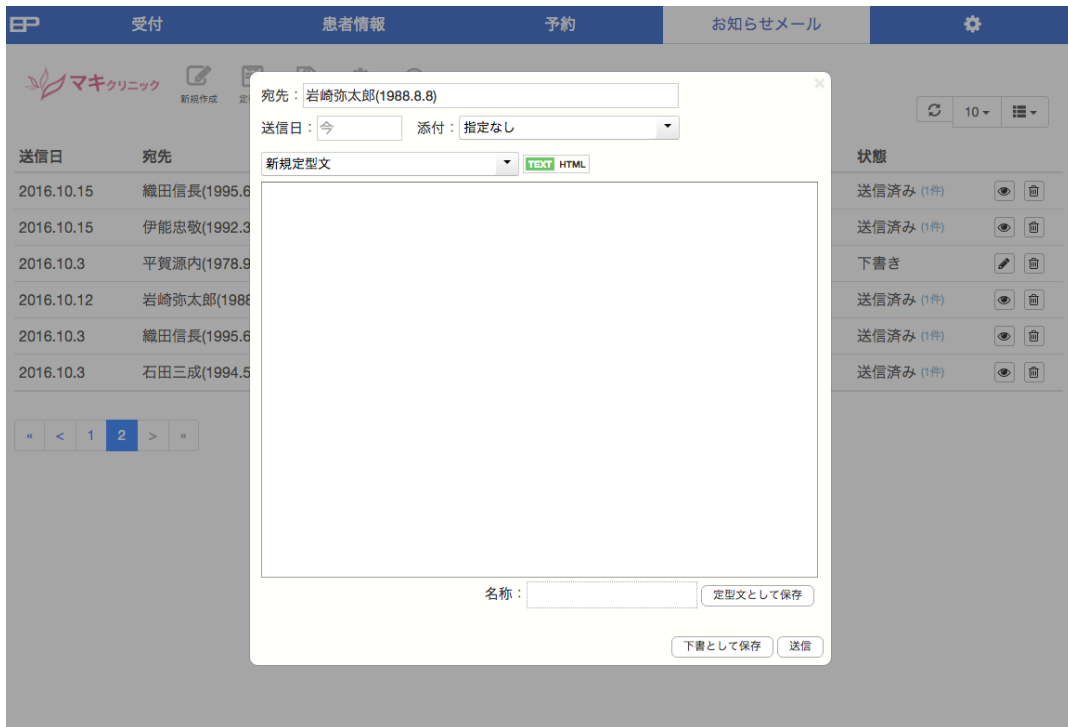 EP 受付 患者情報 予約 お知らせメール
マキクリニック 新規作成
宛先： 岩崎弥太郎(1988.8.8)
送信日： 今 添付： 指定なし
10
新規定型文 TEXT HTML
送信日 宛先 状態
2016.10.15 織田信長(1995.6 送信済み (1件)
2016.10.15 伊能忠敬(1992.3 送信済み (1件)
2016.10.3 平賀源内(1978.9 下書き
2016.10.12 岩崎弥太郎(1988 送信済み (1件)
2016.10.3 織田信長(1995.6 送信済み (1件)
2016.10.3 石田三成(1994.5 送信済み (1件)
« < 1 2 > »
名称： 定型文として保存
下書として保存 送信